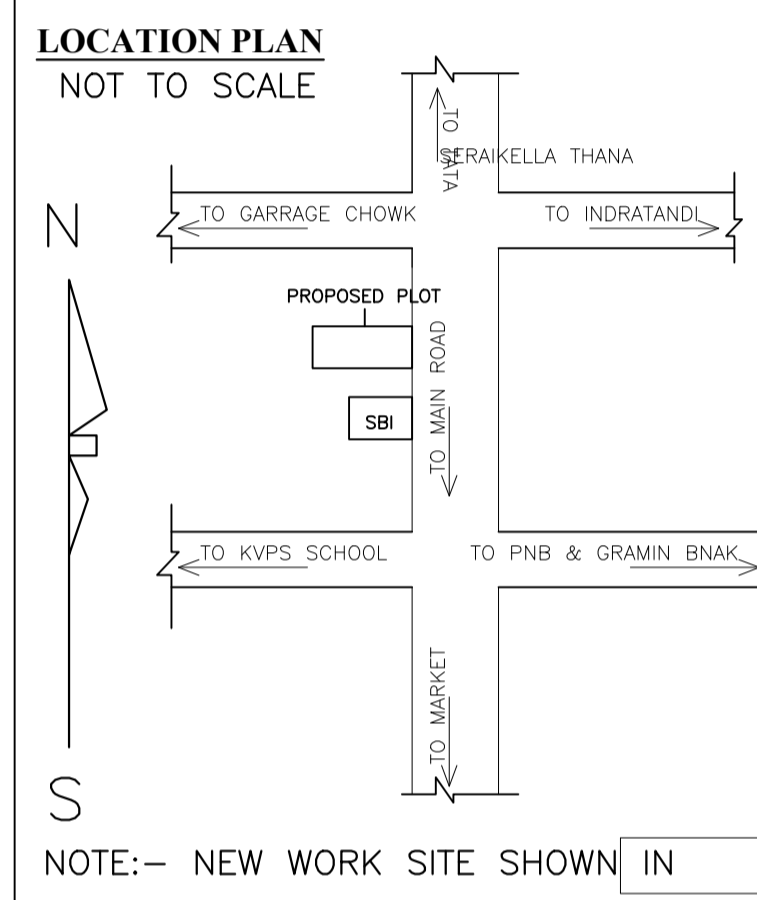 LOCATION PLAN
NOT TO SCALE
TO TATA
SERAIKELLA THANA
N
TO GARRAGE CHOWK
TO INDRATANDI
PROPOSED PLOT
TO MAIN ROAD
SBI
TO KVPS SCHOOL
TO PNB & GRAMIN BNAK
TO MARKET
S
NOTE:- NEW WORK SITE SHOWN IN